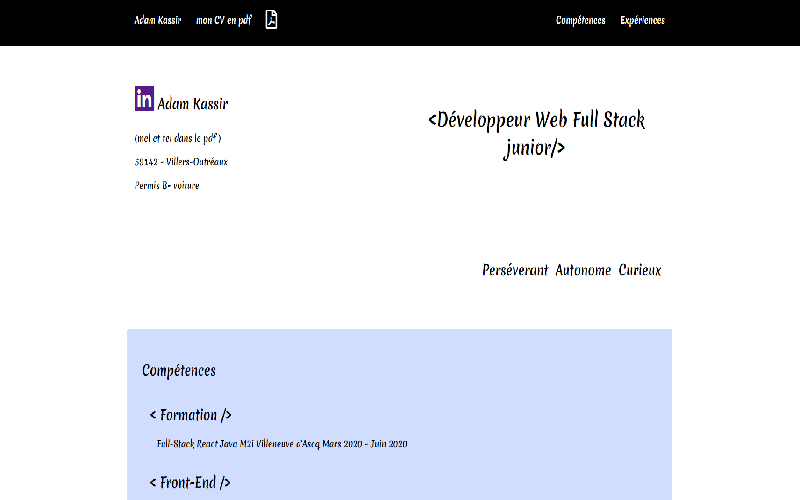 Adam Kassir mon CV en pdf Compétences Expériences
in Adam Kassir
<Développeur Web Full Stack
junior/>
(mel et tel dans le pdf)
59142 - Villers-Outréaux
Permis B- voiture
Perséverant Autonome Curieux
Compétences
< Formation />
Full-Stack React Java M2i Villeneuve d'Ascq Mars 2020 - Juin 2020
< Front-End />